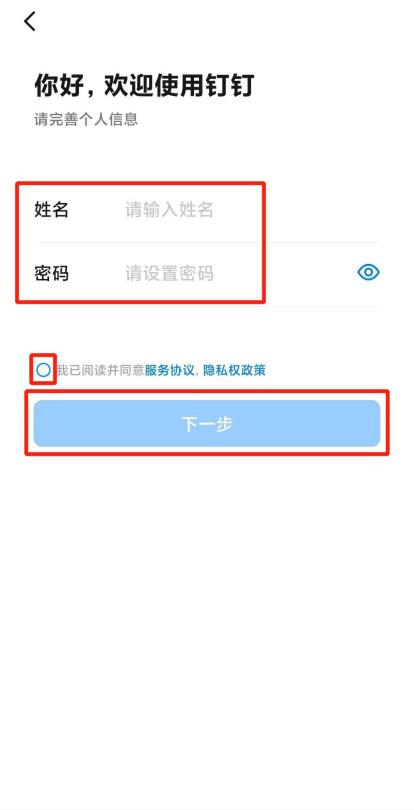 你好，欢迎使用钉钉
请完善个人信息
姓名 请输入姓名
密码 请设置密码
我已阅读并同意服务协议, 隐私权政策
下一步